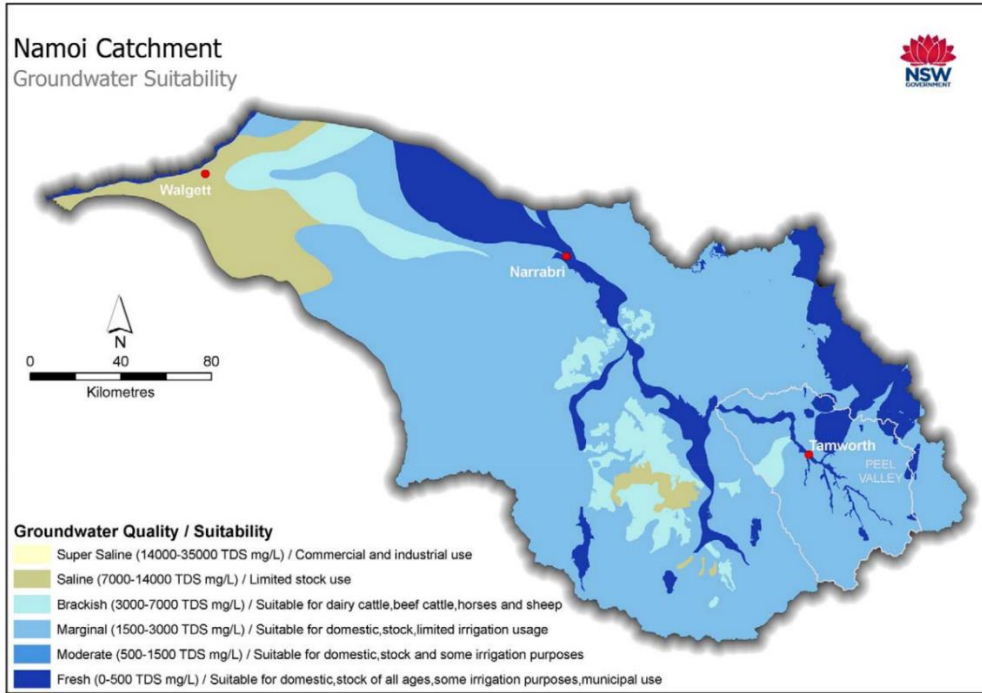 Namoi Catchment
Groundwater Suitability
NSW
GOVERNMENT
Walgett
Narrabri
N
0 40 80
Kilometres
Tamworth
PEEL
VALLEY
Groundwater Quality / Suitability
Super Saline (14000-35000 TDS mg/L) / Commercial and industrial use
Saline (7000-14000 TDS mg/L) / Limited stock use
Brackish (3000-7000 TDS mg/L) / Suitable for dairy cattle,beef cattle,horses and sheep
Marginal (1500-3000 TDS mg/L) / Suitable for domestic,stock,limited irrigation usage
Moderate (500-1500 TDS mg/L) / Suitable for domestic,stock and some irrigation purposes
Fresh (0-500 TDS mg/L) / Suitable for domestic,stock of all ages,some irrigation purposes,municipal use